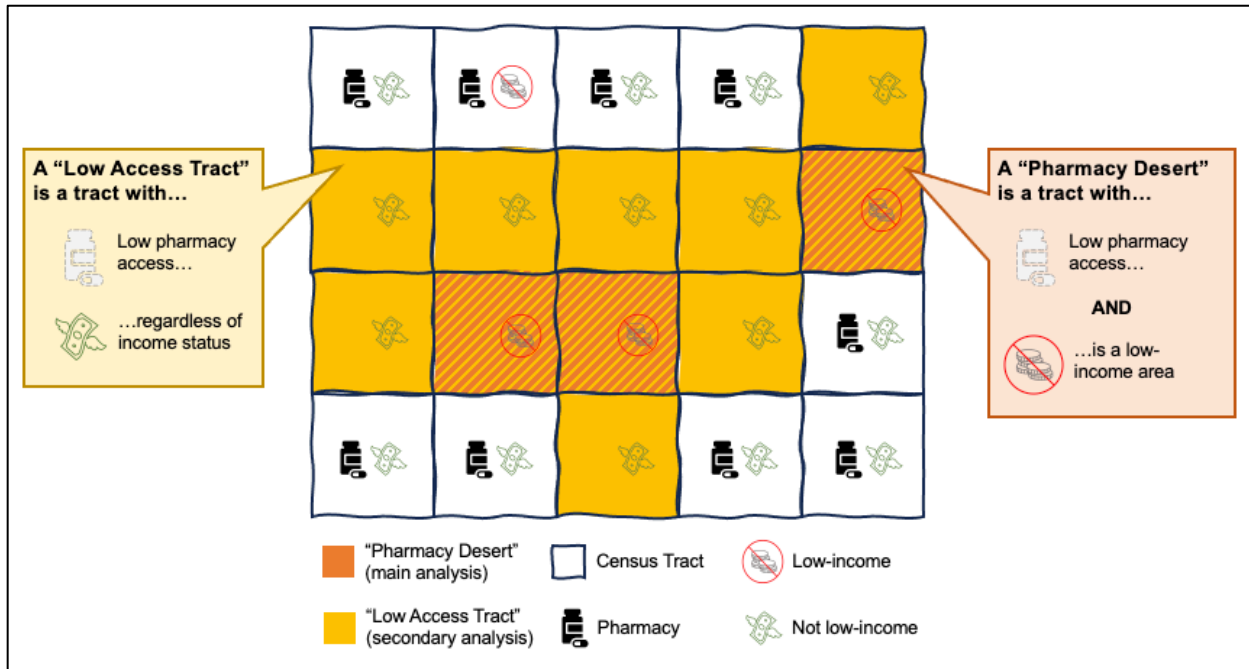 A “Low Access Tract”
is a tract with…
Low pharmacy
access…
…regardless of
income status
A “Pharmacy Desert”
is a tract with…
Low pharmacy
access…
AND
…is a low-
income area
“Pharmacy Desert”
(main analysis)
Census Tract
Low-income
“Low Access Tract”
(secondary analysis)
Pharmacy
Not low-income